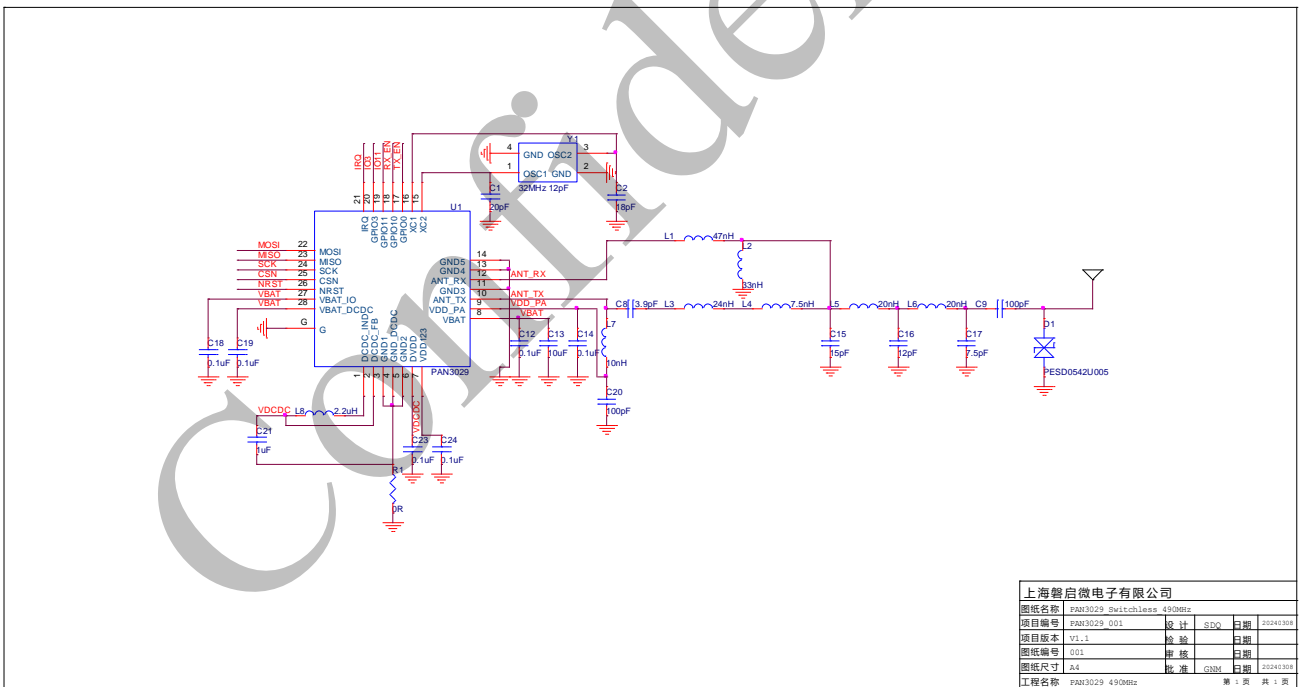 Confide
Y1
4
GND OSC2
3
1
OSC1 GND
2
32MHz 12pF
C1
20pF
C2
18pF
IRQ
IO3
IO11
RX_EN
TX_EN
21
20
19
18
17
16
15
U1
IRQ
GPIO3
GPIO11
GPIO10
GPIO0
XC1
XC2
MOSI 22 MOSI
MISO 23 MISO
SCK 24 SCK
CSN 25 CSN
NRST 26 NRST
VBAT 27 VBAT_IO
VBAT 28 VBAT_DCDC
G G
GND5 14
GND4 13
ANT_RX 12 ANT_RX
GND3 11
ANT_TX 10 ANT_TX
VDD_PA 9 VDD_PA
VBAT 8 VBAT
DCDC_IND
DCDC_FB
GND1
GND_DCDC
GND2
DVDD
VDD123
PAN3029
1
2
3
4
5
6
7
C18
0.1uF
C19
0.1uF
L1 47nH
L2
33nH
C8 3.9pF
L3 24nH
L4 7.5nH
L5 20nH
L6 20nH
C9 100pF
L7
10nH
C12
0.1uF
C13
10uF
C14
0.1uF
C15
15pF
C16
12pF
C17
7.5pF
D1
PESD0542U005
C20
100pF
VDCDC L8 2.2uH
C21
1uF
VDCDC
C23
0.1uF
C24
0.1uF
R1
0R
上海磐启微电子有限公司
图纸名称 PAN3029_Switchless_490MHz
项目编号 PAN3029_001 设 计 SDQ 日期 20240308
项目版本 V1.1 检 验 日期
图纸编号 001 审 核 日期
图纸尺寸 A4 批 准 GNM 日期 20240308
工程名称 PAN3029_490MHz 第 1 页 共 1 页